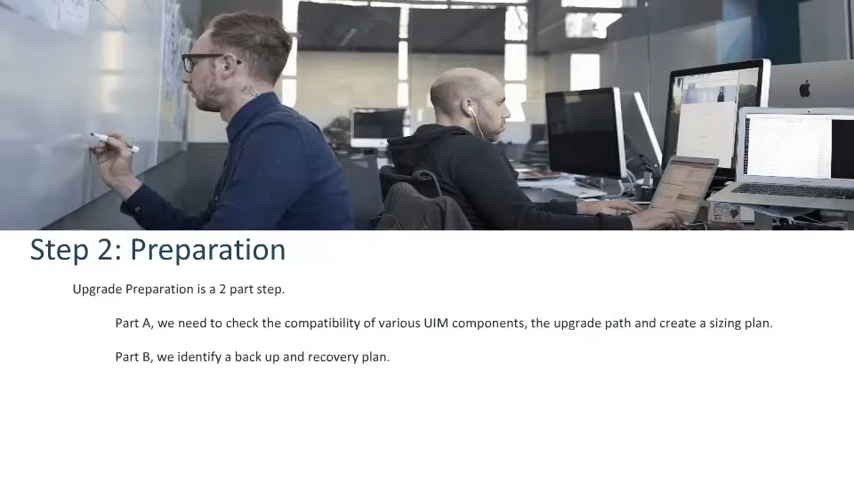 Step 2: Preparation
Upgrade Preparation is a 2 part step.
Part A, we need to check the compatibility of various UIM components, the upgrade path and create a sizing plan.
Part B, we identify a back up and recovery plan.